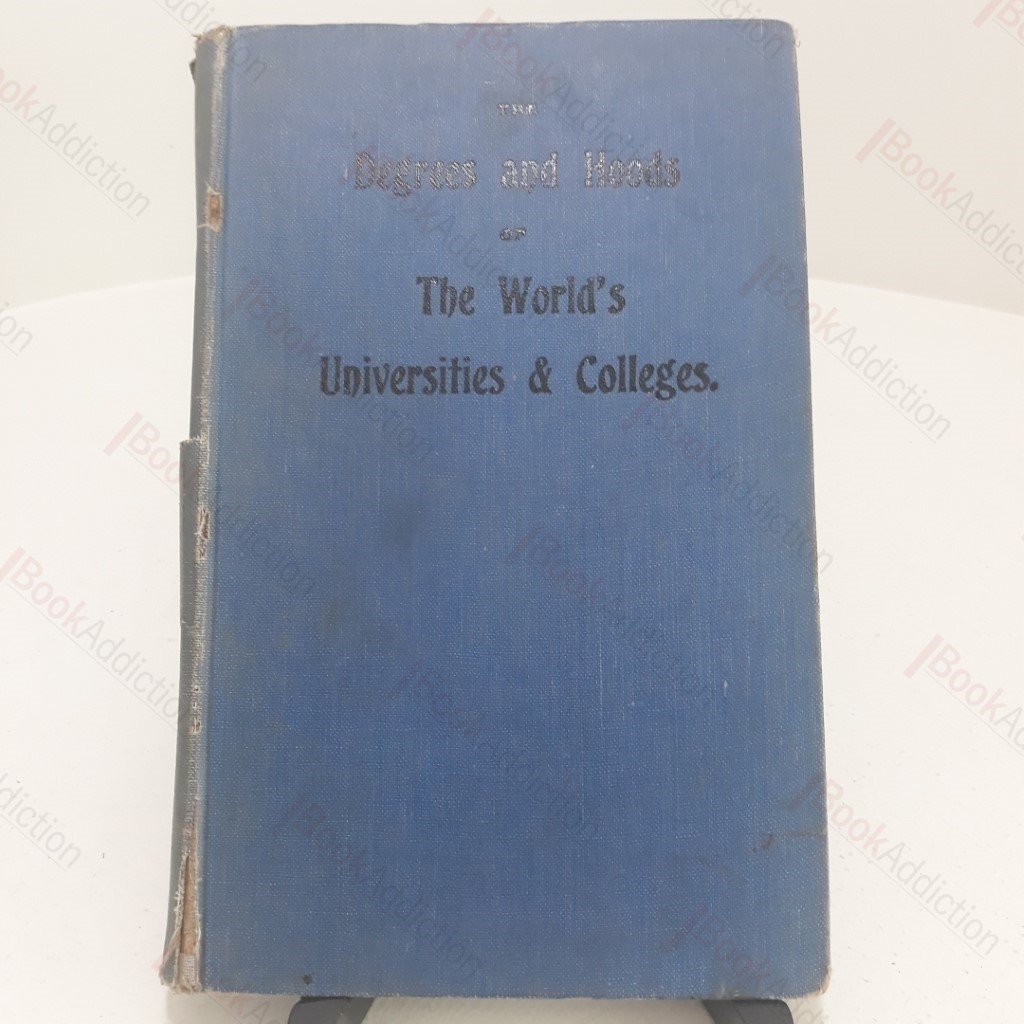 THE
Degrees and Hoods
OF
The World's
Universities & Colleges.
BookAddiction